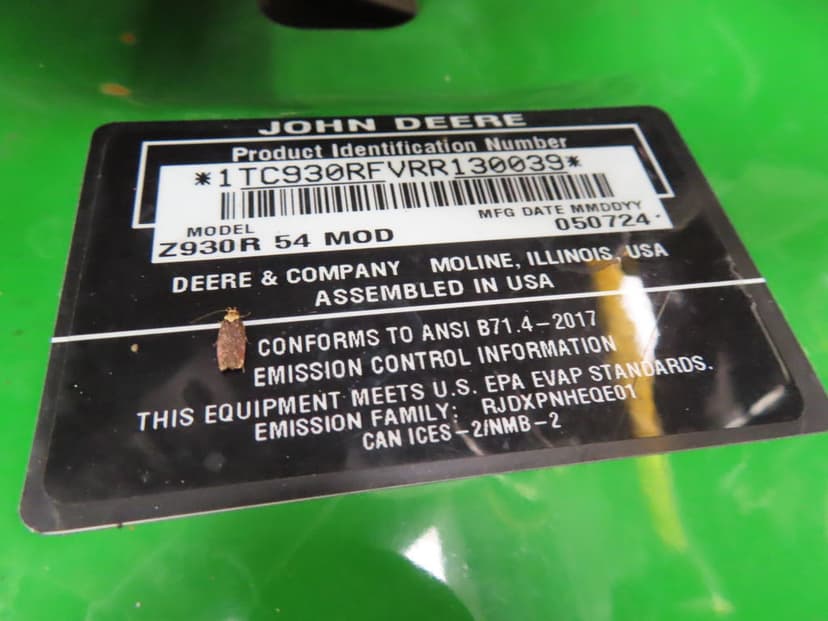 JOHN DEERE
Product Identification Number
*1TC930RFVRR130039*
MODEL MFG DATE MMDDYY
Z930R 54 MOD 050724
DEERE & COMPANY MOLINE, ILLINOIS, USA
ASSEMBLED IN USA
CONFORMS TO ANSI B71.4-2017
EMISSION CONTROL INFORMATION
THIS EQUIPMENT MEETS U.S. EPA EVAP STANDARDS.
EMISSION FAMILY: RJDXPNHEQE01
CAN ICES-2/NMB-2